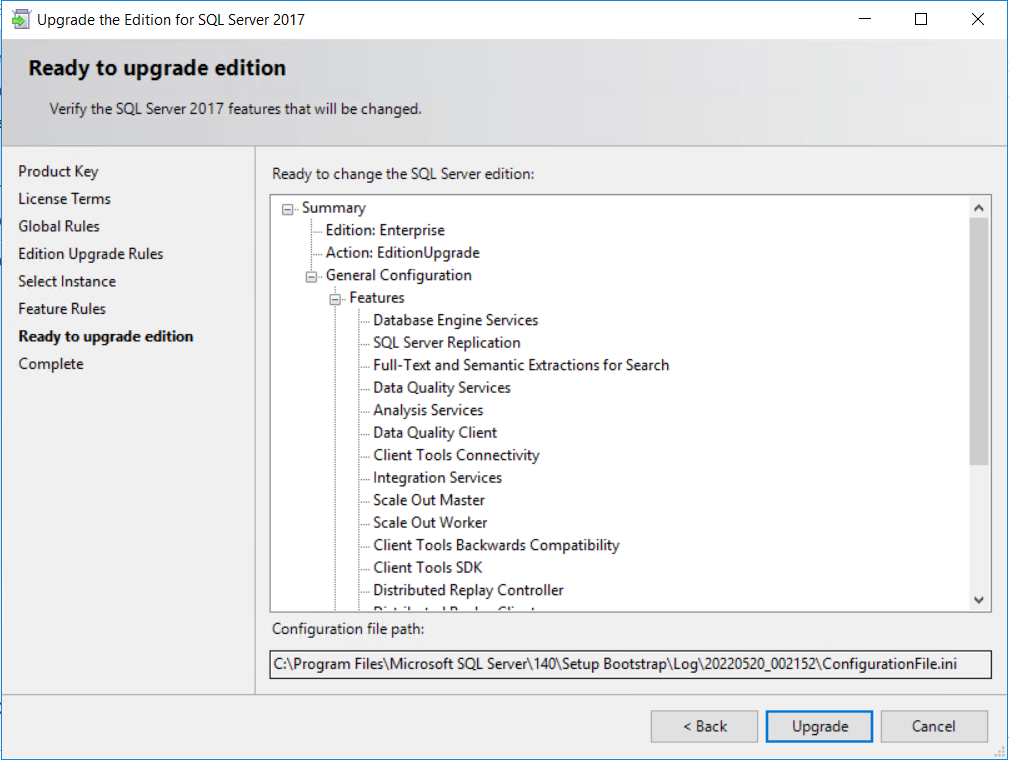 Upgrade the Edition for SQL Server 2017
Ready to upgrade edition
Verify the SQL Server 2017 features that will be changed.
Product Key
License Terms
Global Rules
Edition Upgrade Rules
Select Instance
Feature Rules
Ready to upgrade edition
Complete
Ready to change the SQL Server edition:
Summary
Edition: Enterprise
Action: EditionUpgrade
General Configuration
Features
Database Engine Services
SQL Server Replication
Full-Text and Semantic Extractions for Search
Data Quality Services
Analysis Services
Data Quality Client
Client Tools Connectivity
Integration Services
Scale Out Master
Scale Out Worker
Client Tools Backwards Compatibility
Client Tools SDK
Distributed Replay Controller
Distributed Replay Client
Configuration file path:
C:\Program Files\Microsoft SQL Server\140\Setup Bootstrap\Log\20220520_002152\ConfigurationFile.ini
< Back
Upgrade
Cancel